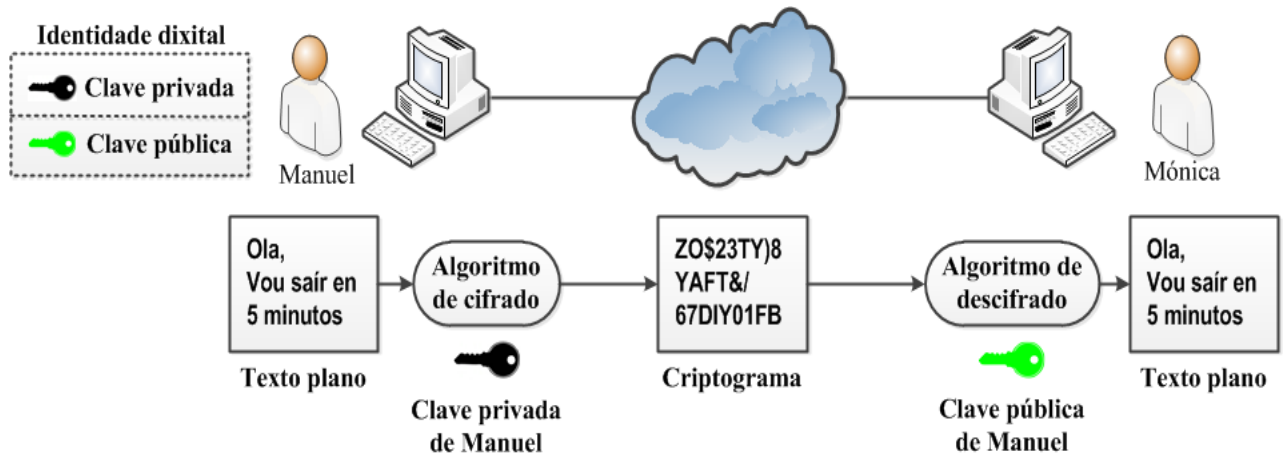 Identidade dixital
Clave privada
Clave pública
Manuel
Mónica
Ola,
Vou saír en
5 minutos
Texto plano
Algoritmo
de cifrado
Clave privada
de Manuel
ZO$23TY)8
YAFT&/
67DIY01FB
Criptograma
Algoritmo de
descifrado
Clave pública
de Manuel
Ola,
Vou saír en
5 minutos
Texto plano